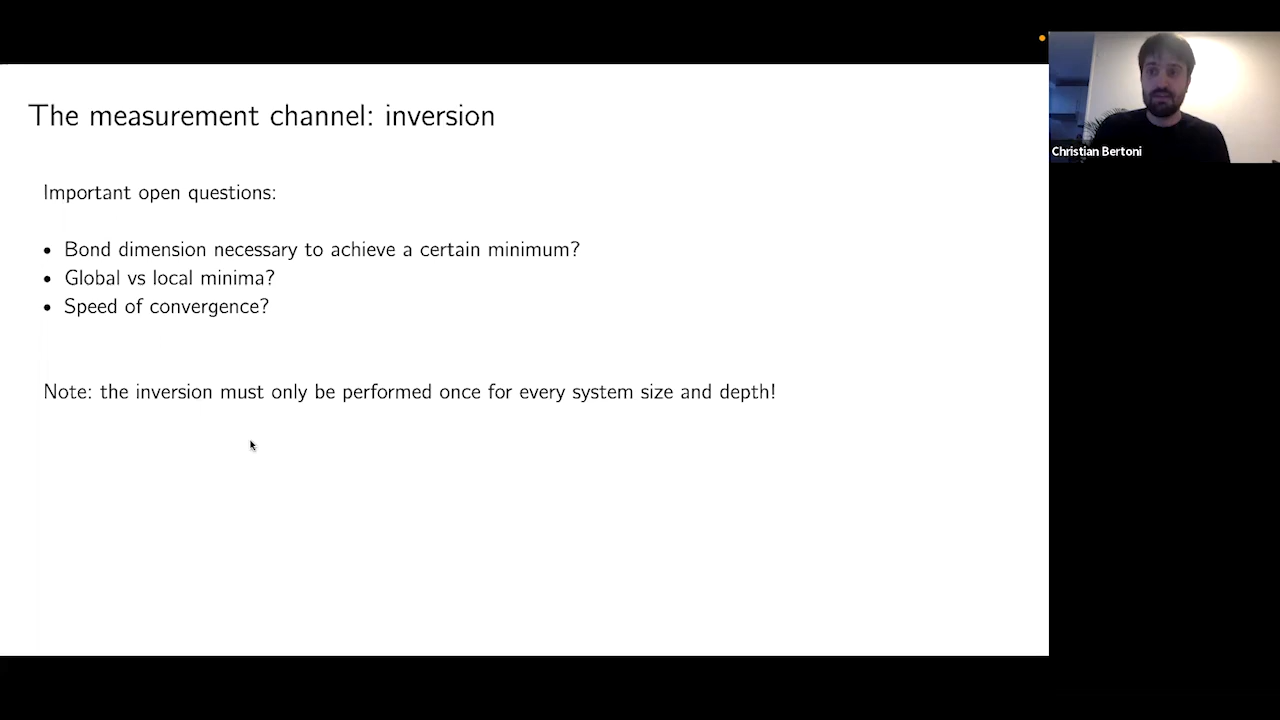 The measurement channel: inversion
Important open questions:
• Bond dimension necessary to achieve a certain minimum?
• Global vs local minima?
• Speed of convergence?
Note: the inversion must only be performed once for every system size and depth!
Christian Bertoni